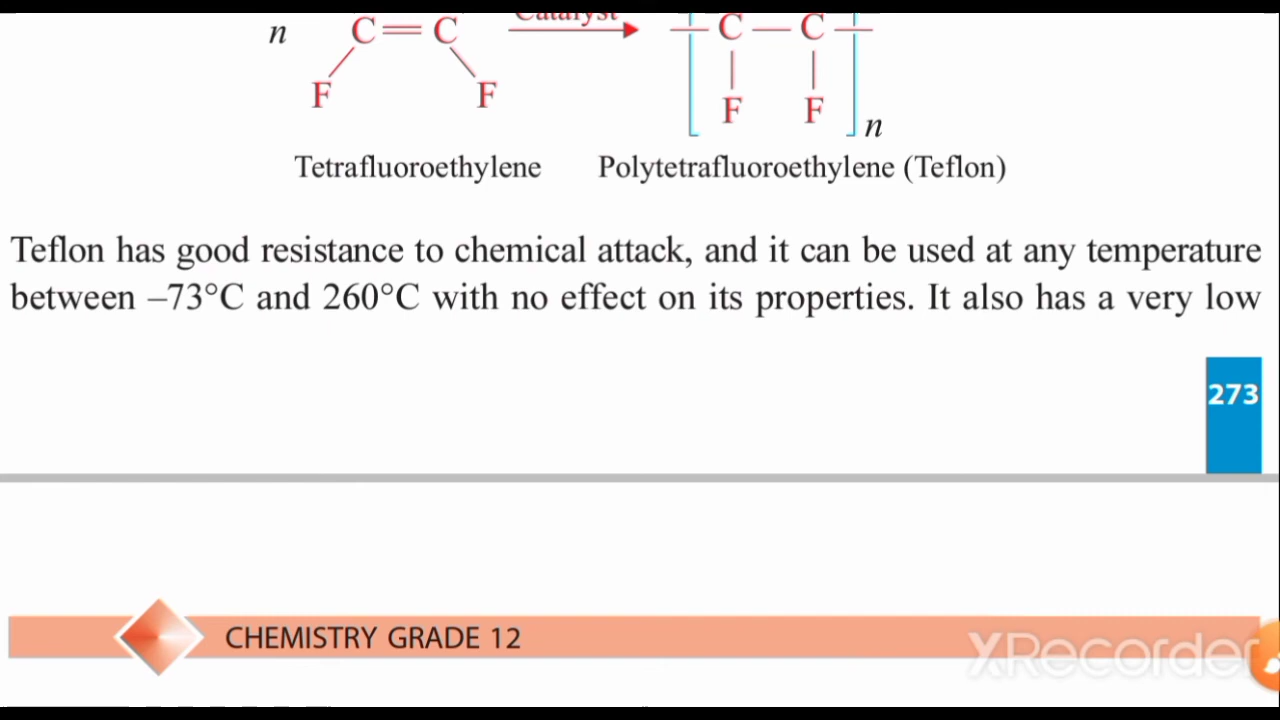 Catalyst
n C=C C—C
F F F F n
Tetrafluoroethylene Polytetrafluoroethylene (Teflon)
Teflon has good resistance to chemical attack, and it can be used at any temperature
between –73°C and 260°C with no effect on its properties. It also has a very low
273
CHEMISTRY GRADE 12
XRecorder